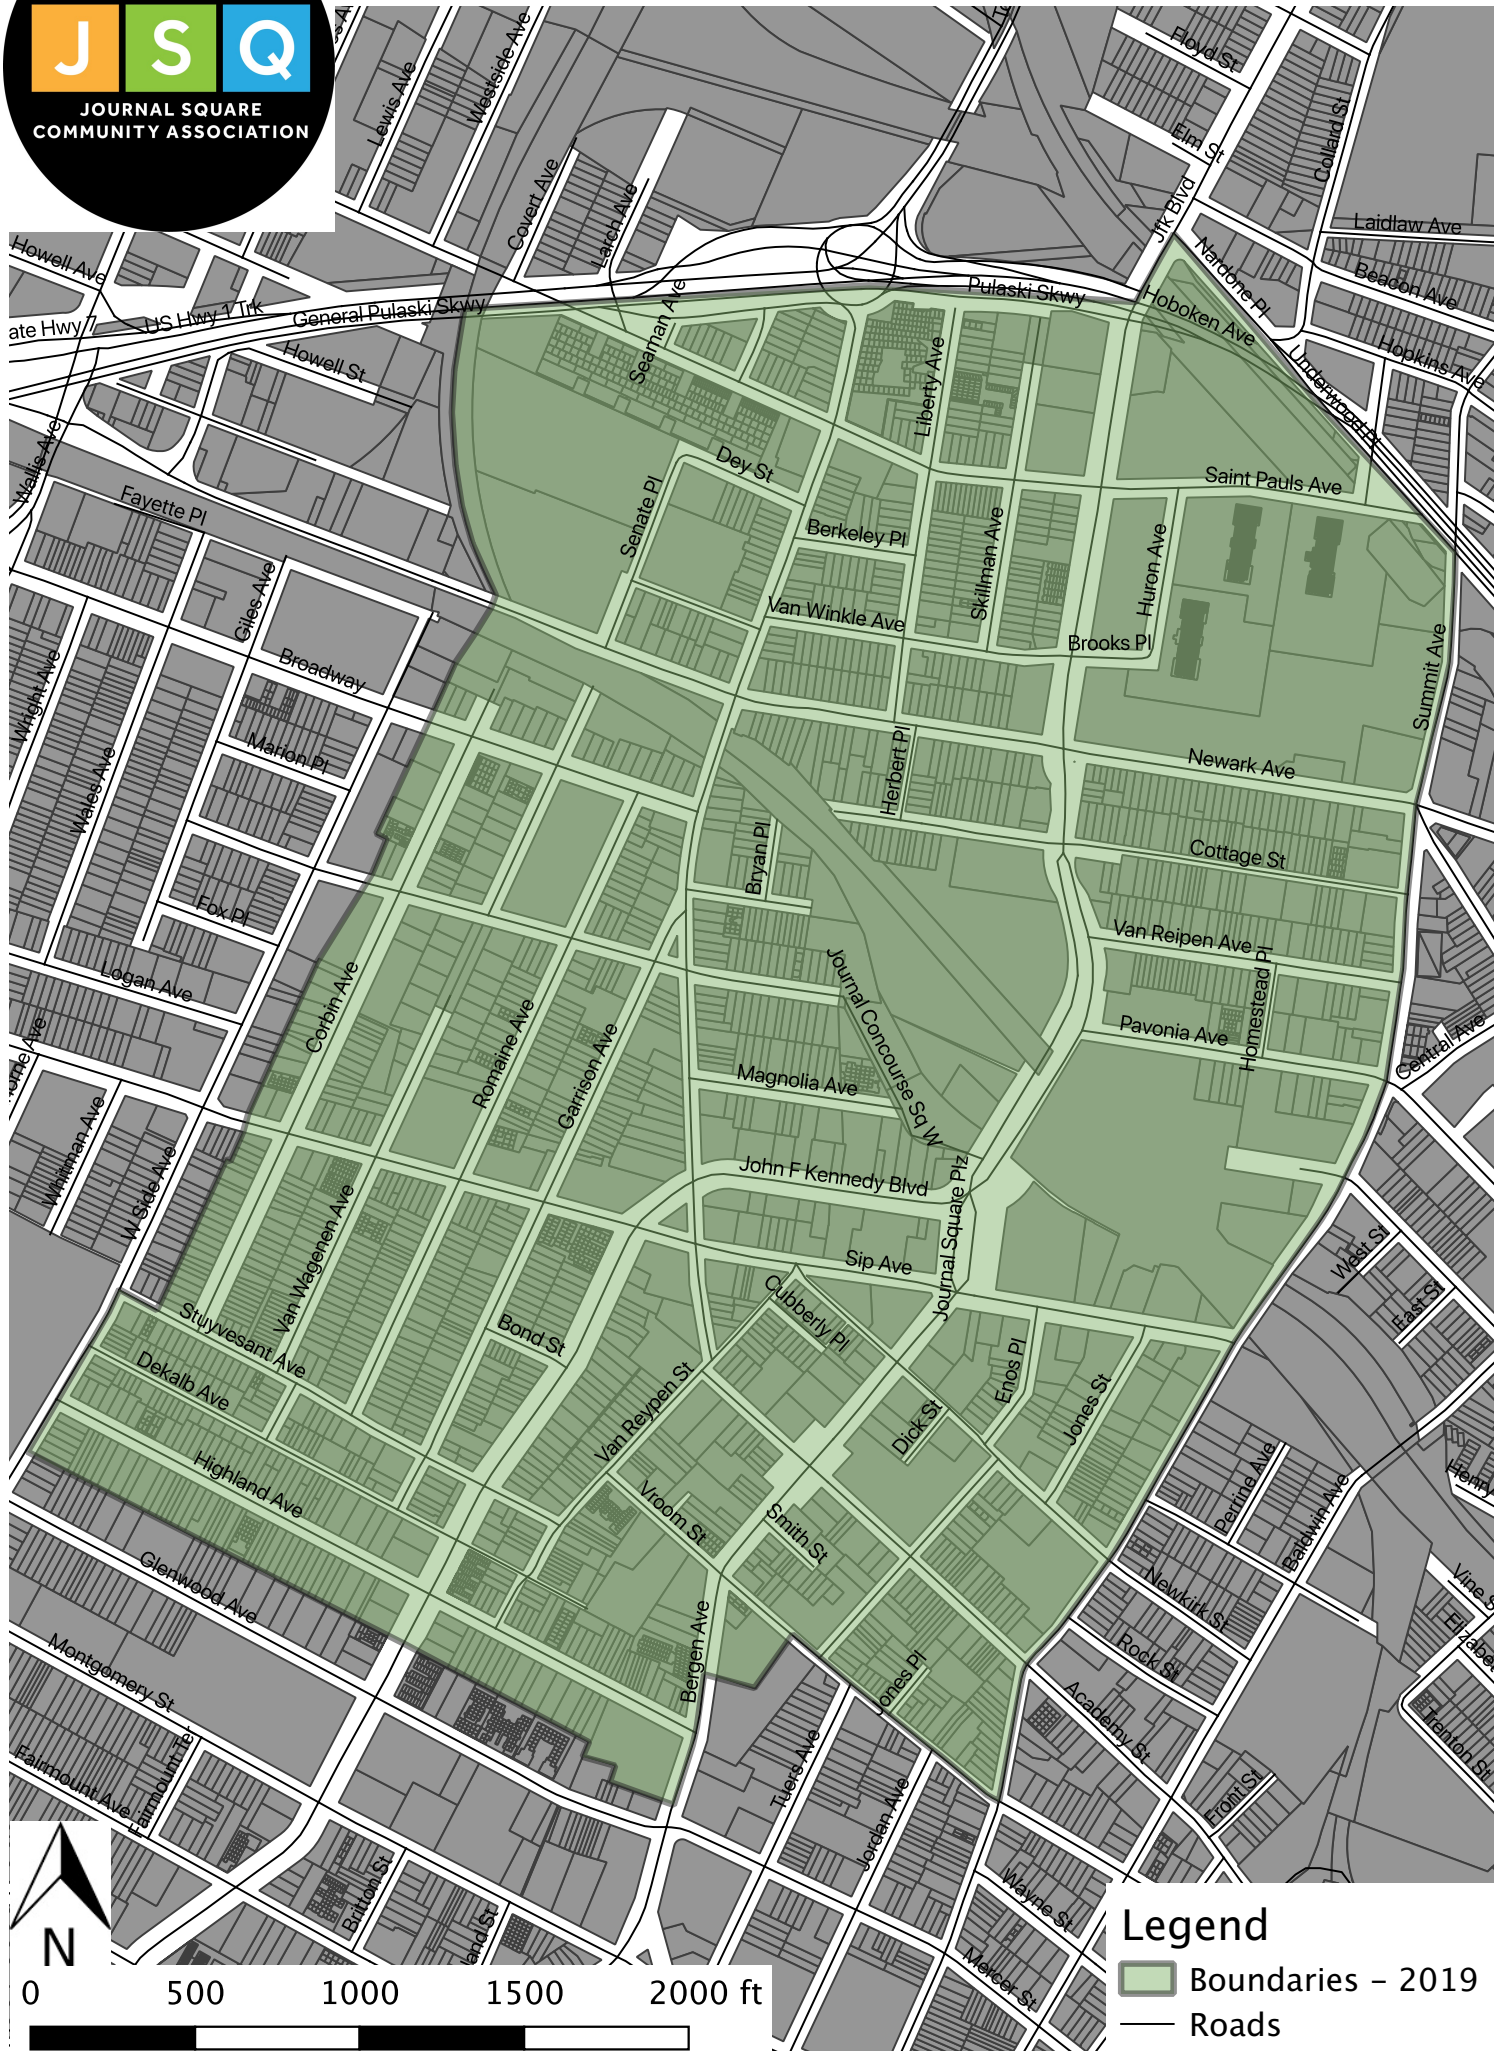 J S Q
JOURNAL SQUARE
COMMUNITY ASSOCIATION
Floyd St
Westside Ave
Lewis Ave
Elm St
Collard St
Covert Ave
Larch Ave
Jfk Blvd
Laidlaw Ave
Howell Ave
Nardone Pl
Beacon Ave
Pulaski Skwy
Hoboken Ave
Seaman Ave
US Hwy 1 Trk
General Pulaski Skwy
ate Hwy 7
Howell St
Liberty Ave
Hopkins Ave
Underwood Pl
Wallis Ave
Dey St
Saint Pauls Ave
Fayette Pl
Senate Pl
Berkeley Pl
Skillman Ave
Huron Ave
Giles Ave
Van Winkle Ave
Brooks Pl
Summit Ave
Broadway
Wright Ave
Marion Pl
Herbert Pl
Newark Ave
Wales Ave
Bryan Pl
Cottage St
Fox Pl
Van Reipen Ave
Homestead Pl
Logan Ave
Corbin Ave
Journal Concourse Sq W
Romaine Ave
Garrison Ave
Pavonia Ave
Central Ave
orne Ave
Magnolia Ave
Whitman Ave
W Side Ave
John F Kennedy Blvd
Journal Square Plz
Van Wagenen Ave
Sip Ave
West St
East St
Cubberly Pl
Stuyvesant Ave
Bond St
Enos Pl
Dekalb Ave
Van Reypen St
Dick St
Jones St
Highland Ave
Vroom St
Smith St
Perrine Ave
Baldwin Ave
Henry
Glenwood Ave
Newkirk St
Vine S
Elizabet
Rock St
Bergen Ave
Jones Pl
Montgomery St
Academy St
Trenton St
Fairmount Ter
Fairmount Ave
Tuers Ave
Jordan Ave
Front St
Britton St
land St
Wayne St
Mercer St
N
0 500 1000 1500 2000 ft
Legend
Boundaries - 2019
Roads